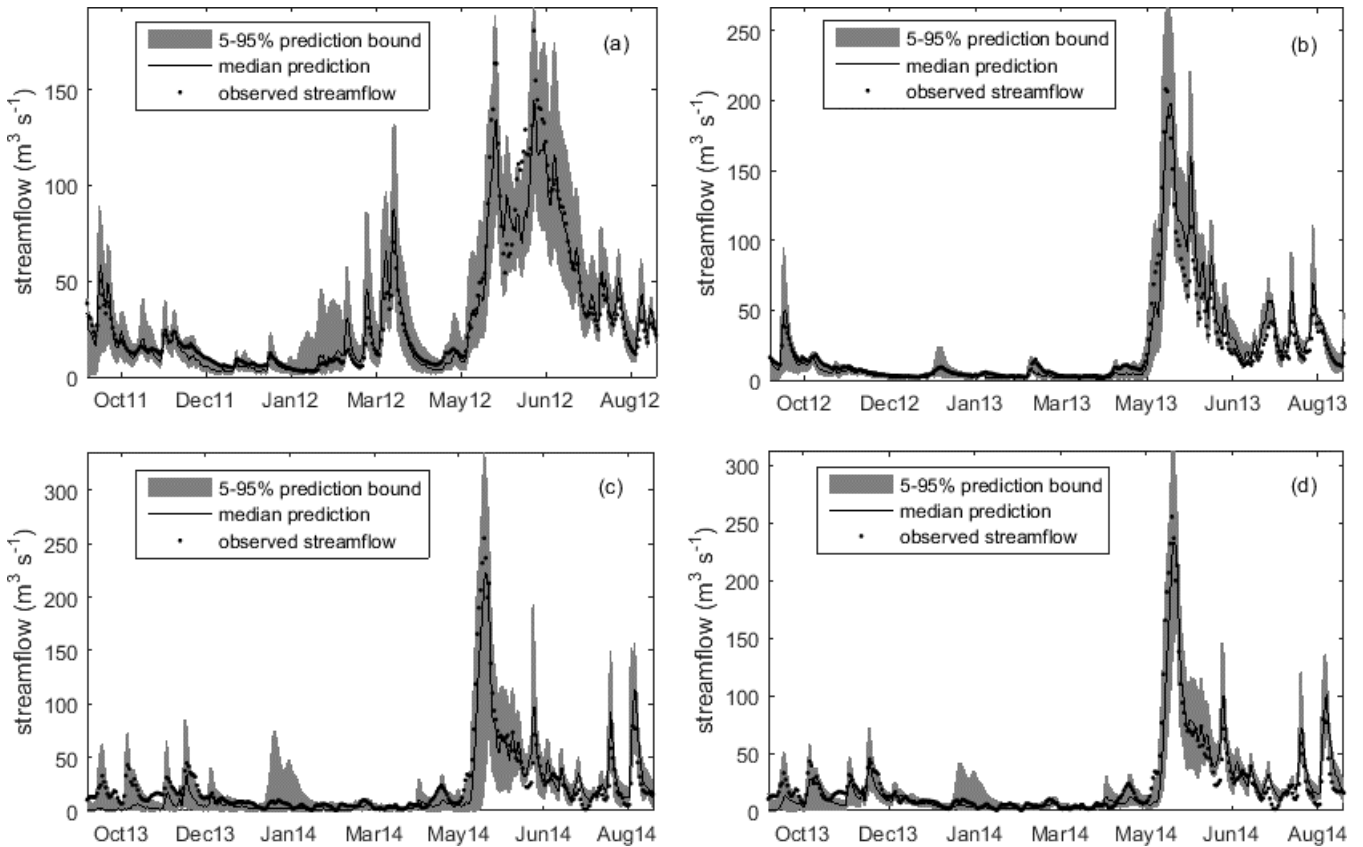 5-95% prediction bound
median prediction
observed streamflow
(a)
streamflow (m³ s⁻¹)
150
100
50
0
Oct11 Dec11 Jan12 Mar12 May12 Jun12 Aug12
5-95% prediction bound
median prediction
observed streamflow
(b)
streamflow (m³ s⁻¹)
250
200
150
100
50
0
Oct12 Dec12 Jan13 Mar13 May13 Jun13 Aug13
5-95% prediction bound
median prediction
observed streamflow
(c)
streamflow (m³ s⁻¹)
300
250
200
150
100
50
0
Oct13 Dec13 Jan14 Mar14 May14 Jun14 Aug14
5-95% prediction bound
median prediction
observed streamflow
(d)
streamflow (m³ s⁻¹)
300
250
200
150
100
50
0
Oct13 Dec13 Jan14 Mar14 May14 Jun14 Aug14